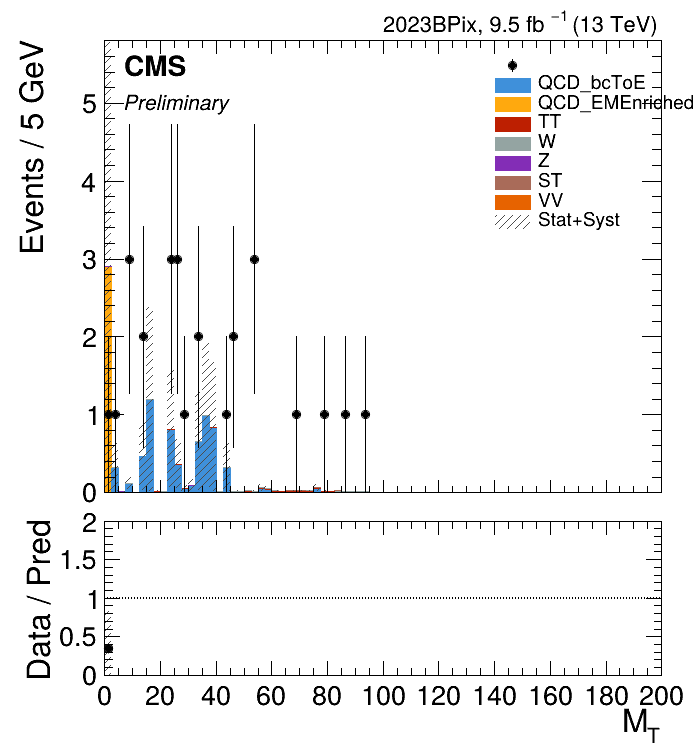 2023BPix, 9.5 fb⁻¹ (13 TeV)
CMS
Preliminary
QCD_bcToE
QCD_EMEnriched
TT
W
Z
ST
VV
Stat+Syst
Events / 5 GeV
5
4
3
2
1
0
Data / Pred
2
1.5
1
0.5
0
0 20 40 60 80 100 120 140 160 180 200
M_T